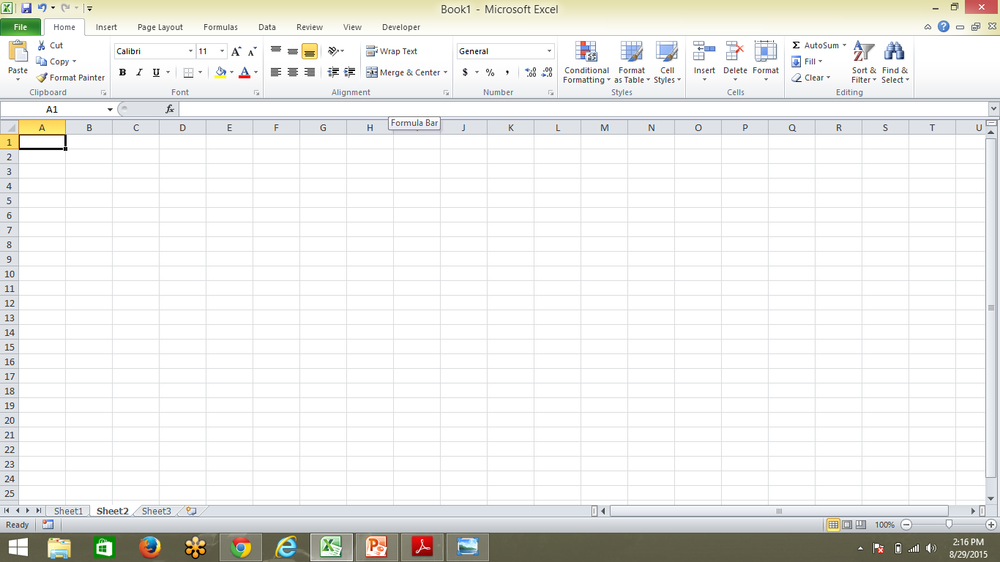 Book1 - Microsoft Excel
File Home Insert Page Layout Formulas Data Review View Developer
Paste
Cut
Copy
Format Painter
Clipboard
Calibri 11
B I U A
Font
Wrap Text
Merge & Center
Alignment
General
$ % ,
Number
Conditional Formatting
Format as Table
Cell Styles
Styles
Insert Delete Format
Cells
Σ AutoSum
Fill
Clear
Sort & Filter
Find & Select
Editing
A1 fx
Formula Bar
A B C D E F G H J K L M N O P Q R S T U
1
2
3
4
5
6
7
8
9
10
11
12
13
14
15
16
17
18
19
20
21
22
23
24
25
Sheet1 Sheet2 Sheet3
Ready 100%
2:16 PM
8/29/2015